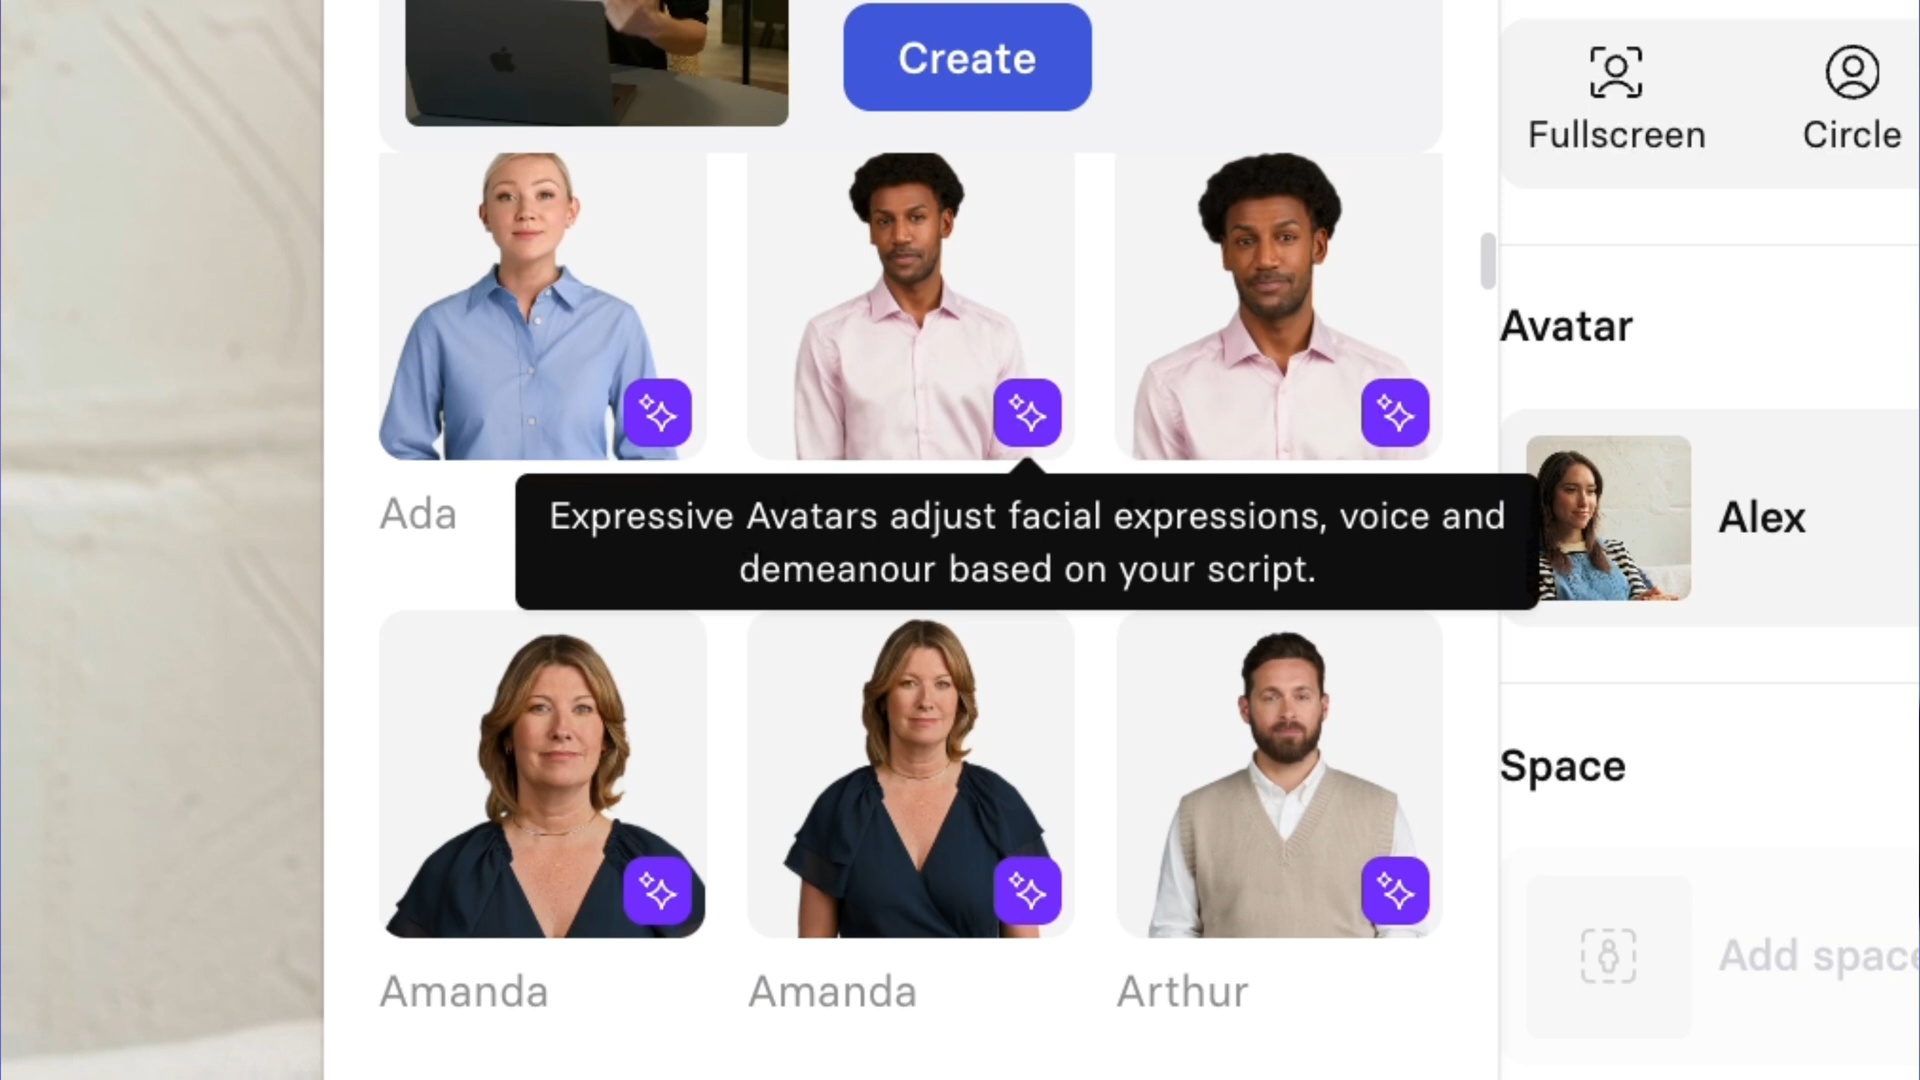 Create
Fullscreen
Circle
Avatar
Ada
Expressive Avatars adjust facial expressions, voice and
demeanour based on your script.
Alex
Space
Add space
Amanda
Amanda
Arthur